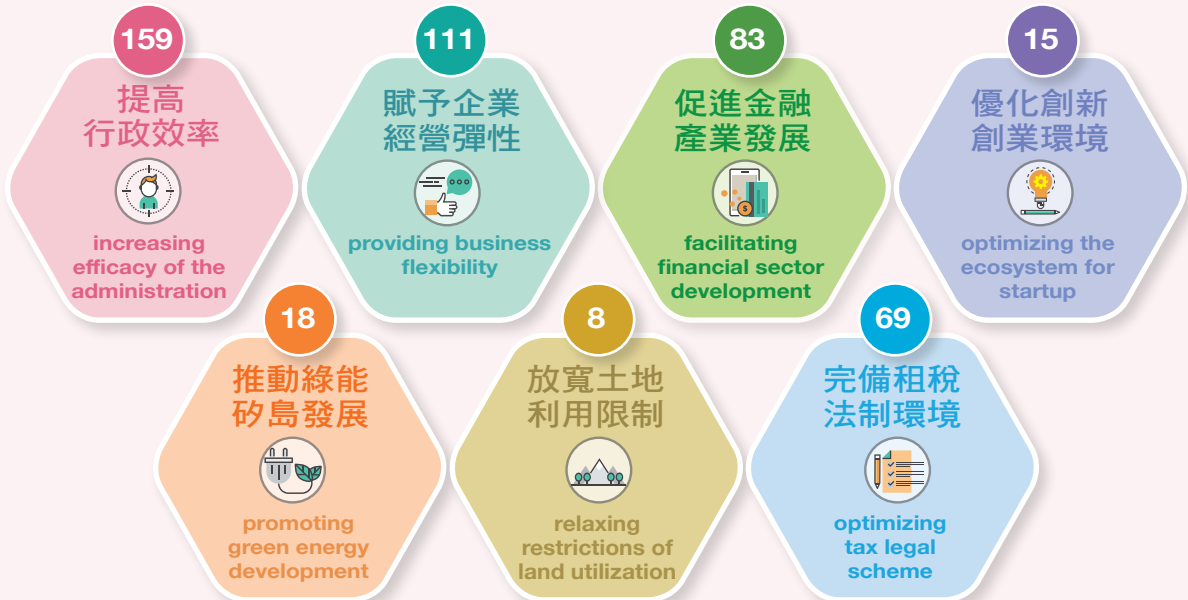 159
提高
行政效率
increasing
efficacy of the
administration
111
賦予企業
經營彈性
providing business
flexibility
83
促進金融
產業發展
$
facilitating
financial sector
development
15
優化創新
創業環境
optimizing the
ecosystem for
startup
18
推動綠能
矽島發展
promoting
green energy
development
8
放寬土地
利用限制
relaxing
restrictions of
land utilization
69
完備租稅
法制環境
optimizing
tax legal
scheme